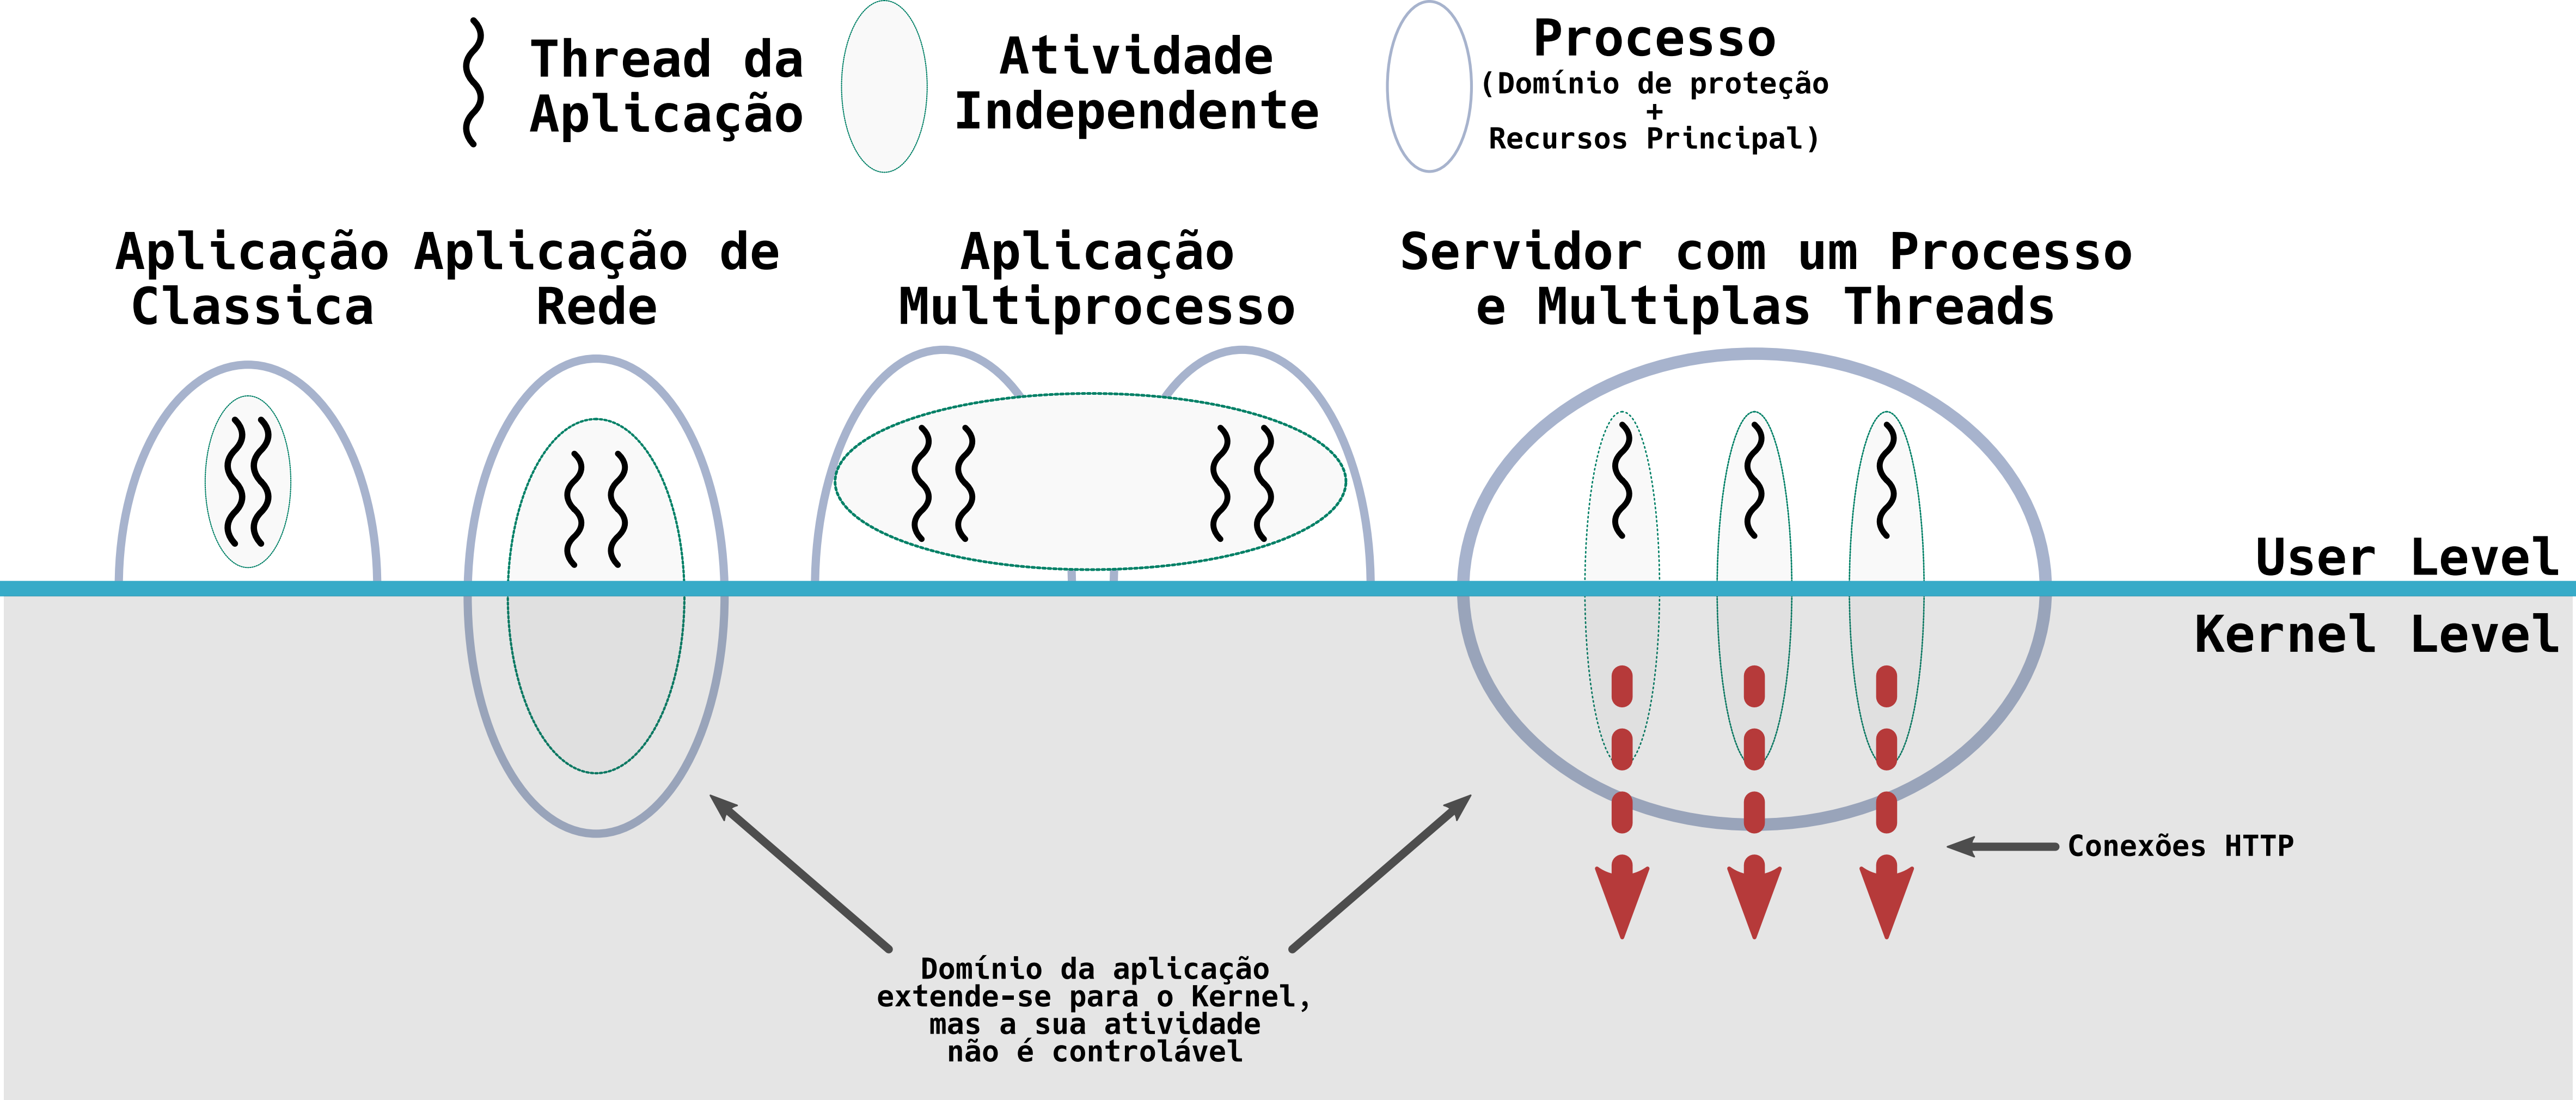 Thread da
Aplicação
Atividade
Independente
Processo
(Domínio de proteção
+
Recursos Principal)
Aplicação
Classica
Aplicação de
Rede
Aplicação
Multiprocesso
Servidor com um Processo
e Multiplas Threads
User Level
Kernel Level
Conexões HTTP
Domínio da aplicação
extende-se para o Kernel,
mas a sua atividade
não é controlável